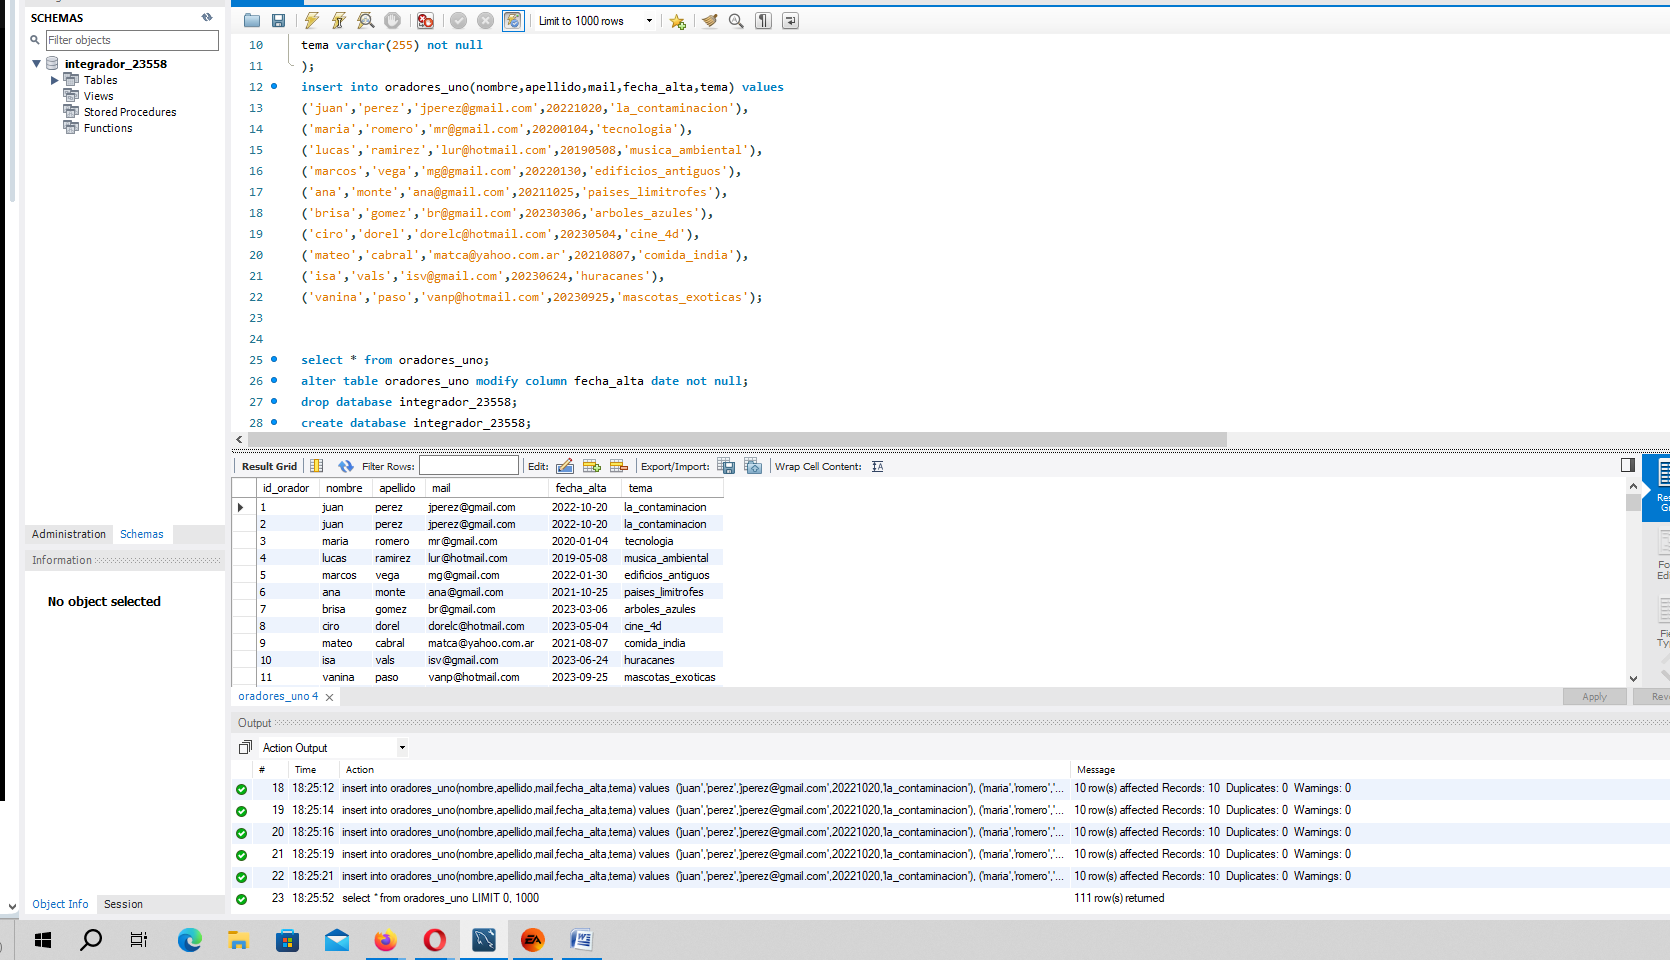 SCHEMAS
Filter objects
integrador_23558
Tables
Views
Stored Procedures
Functions
Administration Schemas
Information
No object selected
Object Info Session
Limit to 1000 rows
10 tema varchar(255) not null
11 );
12 insert into oradores_uno(nombre,apellido,mail,fecha_alta,tema) values
13 ('juan','perez','jperez@gmail.com',20221020,'la_contaminacion'),
14 ('maria','romero','mr@gmail.com',20200104,'tecnologia'),
15 ('lucas','ramirez','lur@hotmail.com',20190508,'musica_ambiental'),
16 ('marcos','vega','mg@gmail.com',20220130,'edificios_antiguos'),
17 ('ana','monte','ana@gmail.com',20211025,'paises_limitrofes'),
18 ('brisa','gomez','br@gmail.com',20230306,'arboles_azules'),
19 ('ciro','dorel','dorelc@hotmail.com',20230504,'cine_4d'),
20 ('mateo','cabral','matca@yahoo.com.ar',20210807,'comida_india'),
21 ('isa','vals','isv@gmail.com',20230624,'huracanes'),
22 ('vanina','paso','vanp@hotmail.com',20230925,'mascotas_exoticas');
23
24
25 select * from oradores_uno;
26 alter table oradores_uno modify column fecha_alta date not null;
27 drop database integrador_23558;
28 create database integrador_23558;
Result Grid Filter Rows: Edit: Export/Import: Wrap Cell Content:
id_orador nombre apellido mail fecha_alta tema
1 juan perez jperez@gmail.com 2022-10-20 la_contaminacion
2 juan perez jperez@gmail.com 2022-10-20 la_contaminacion
3 maria romero mr@gmail.com 2020-01-04 tecnologia
4 lucas ramirez lur@hotmail.com 2019-05-08 musica_ambiental
5 marcos vega mg@gmail.com 2022-01-30 edificios_antiguos
6 ana monte ana@gmail.com 2021-10-25 paises_limitrofes
7 brisa gomez br@gmail.com 2023-03-06 arboles_azules
8 ciro dorel dorelc@hotmail.com 2023-05-04 cine_4d
9 mateo cabral matca@yahoo.com.ar 2021-08-07 comida_india
10 isa vals isv@gmail.com 2023-06-24 huracanes
11 vanina paso vanp@hotmail.com 2023-09-25 mascotas_exoticas
oradores_uno 4 Apply
Output
Action Output
# Time Action Message
18 18:25:12 insert into oradores_uno(nombre,apellido,mail,fecha_alta,tema) values ('juan','perez','jperez@gmail.com',20221020,'la_contaminacion'), ('maria','romero','... 10 row(s) affected Records: 10 Duplicates: 0 Warnings: 0
19 18:25:14 insert into oradores_uno(nombre,apellido,mail,fecha_alta,tema) values ('juan','perez','jperez@gmail.com',20221020,'la_contaminacion'), ('maria','romero','... 10 row(s) affected Records: 10 Duplicates: 0 Warnings: 0
20 18:25:16 insert into oradores_uno(nombre,apellido,mail,fecha_alta,tema) values ('juan','perez','jperez@gmail.com',20221020,'la_contaminacion'), ('maria','romero','... 10 row(s) affected Records: 10 Duplicates: 0 Warnings: 0
21 18:25:19 insert into oradores_uno(nombre,apellido,mail,fecha_alta,tema) values ('juan','perez','jperez@gmail.com',20221020,'la_contaminacion'), ('maria','romero','... 10 row(s) affected Records: 10 Duplicates: 0 Warnings: 0
22 18:25:21 insert into oradores_uno(nombre,apellido,mail,fecha_alta,tema) values ('juan','perez','jperez@gmail.com',20221020,'la_contaminacion'), ('maria','romero','... 10 row(s) affected Records: 10 Duplicates: 0 Warnings: 0
23 18:25:52 select * from oradores_uno LIMIT 0, 1000 111 row(s) returned
EA